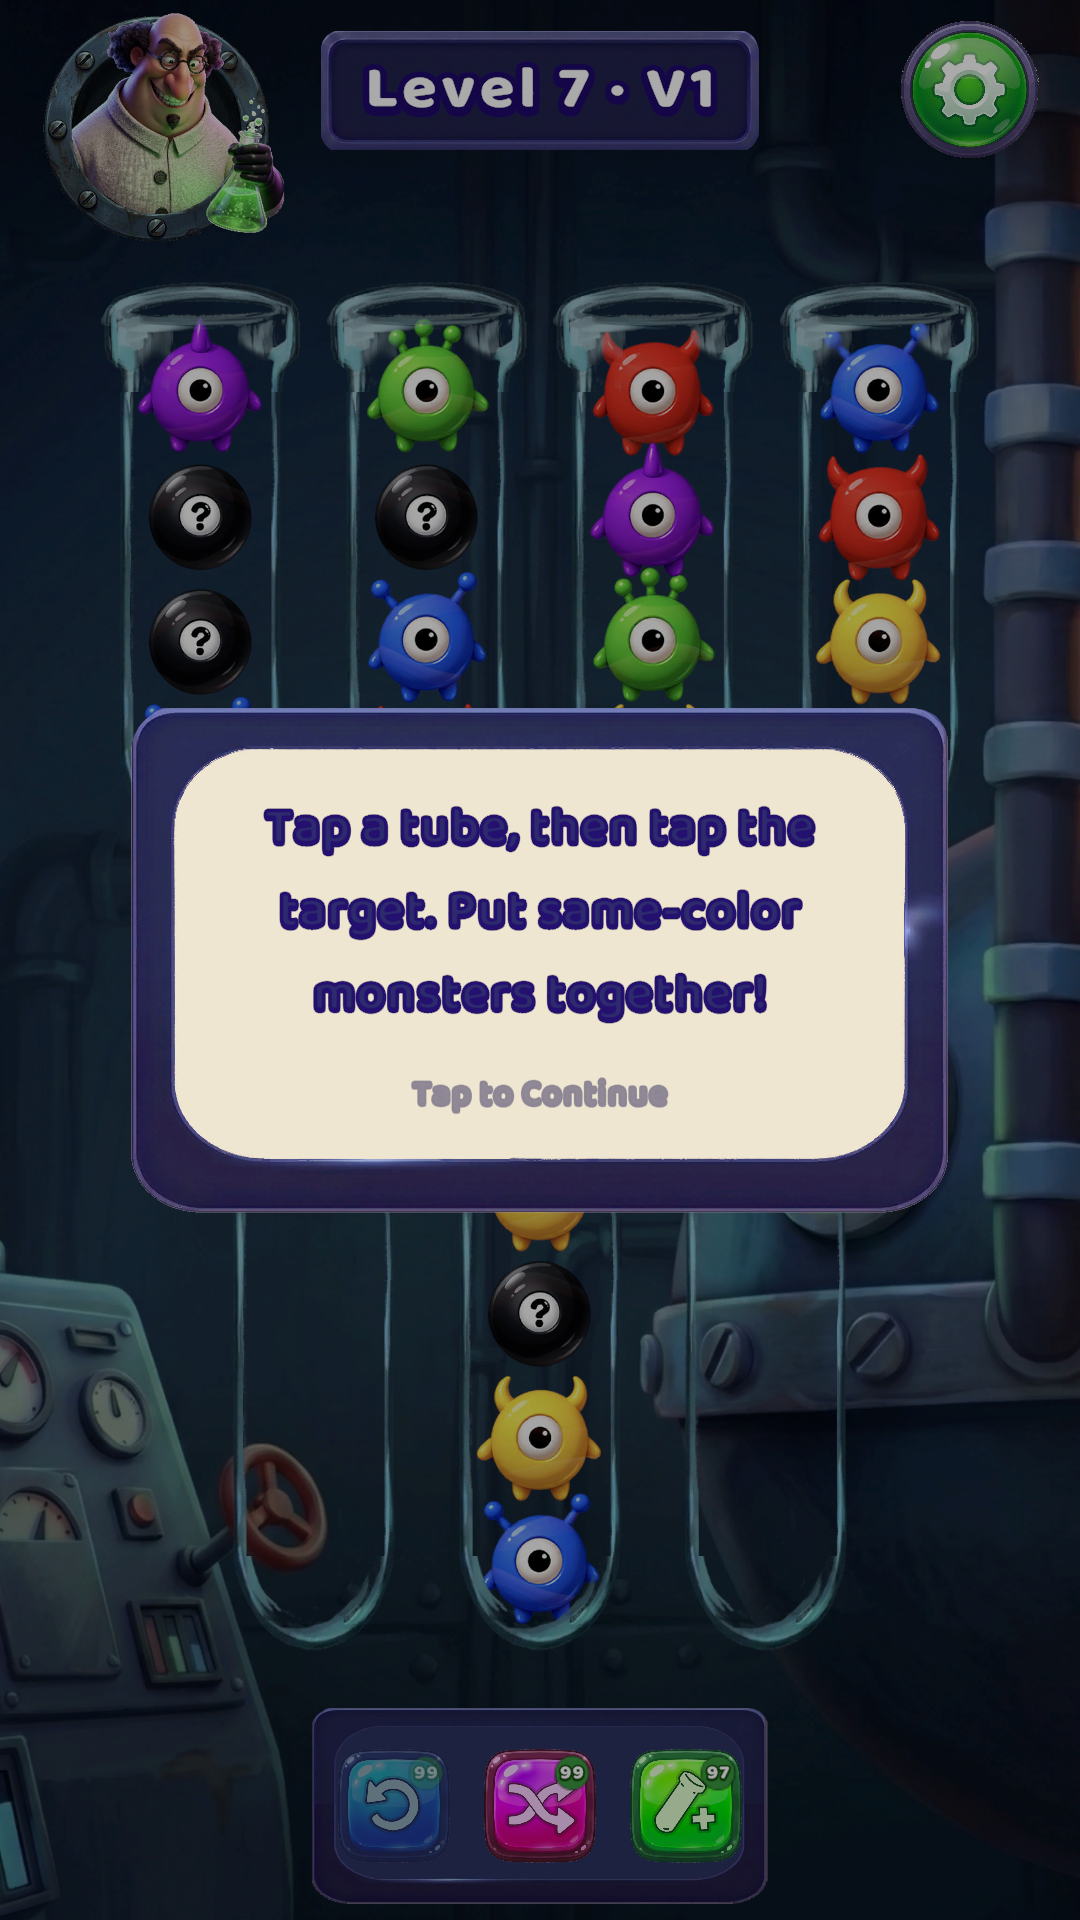 Level 7 · V1
?
?
?
Tap a tube, then tap the
target. Put same-color
monsters together!
Tap to Continue
?
99
99
97